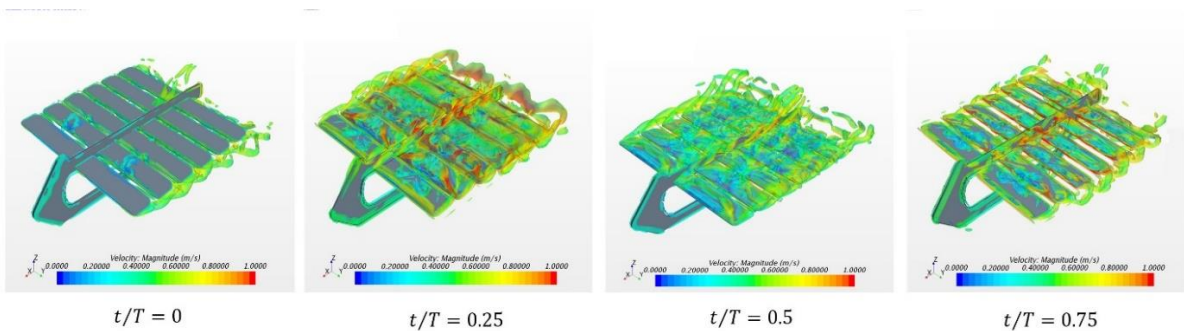 Velocity: Magnitude (m/s)
0.0000 0.20000 0.40000 0.60000 0.80000 1.0000
Z
X Y
t/T = 0
Velocity: Magnitude (m/s)
0.0000 0.20000 0.40000 0.60000 0.80000 1.0000
Z
X Y
t/T = 0.25
Velocity: Magnitude (m/s)
0.0000 0.20000 0.40000 0.60000 0.80000 1.0000
Z
X Y
t/T = 0.5
Velocity: Magnitude (m/s)
0.0000 0.20000 0.40000 0.60000 0.80000 1.0000
Z
X Y
t/T = 0.75